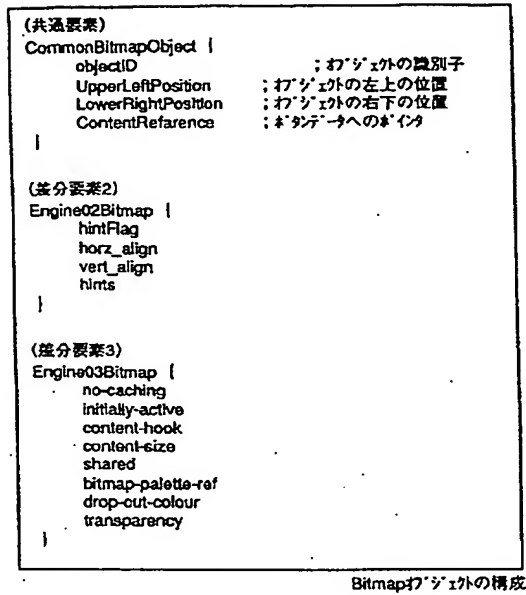 (共通要素)
CommonBitmapObject {
objectID ; ｵﾌﾞｼﾞｪｸﾄの識別子
UpperLeftPosition ; ｵﾌﾞｼﾞｪｸﾄの左上の位置
LowerRightPosition ; ｵﾌﾞｼﾞｪｸﾄの右下の位置
ContentRefarence ; ﾎﾞﾀﾝﾃﾞｰﾀへのﾎﾟｲﾝﾀ
}
(差分要素2)
Engine02Bitmap {
hintFlag
horz_align
vert_align
hints
}
(差分要素3)
Engine03Bitmap {
no-caching
initially-active
content-hook
content-size
shared
bitmap-palette-ref
drop-out-colour
transparency
}
Bitmapｵﾌﾞｼﾞｪｸﾄの構成